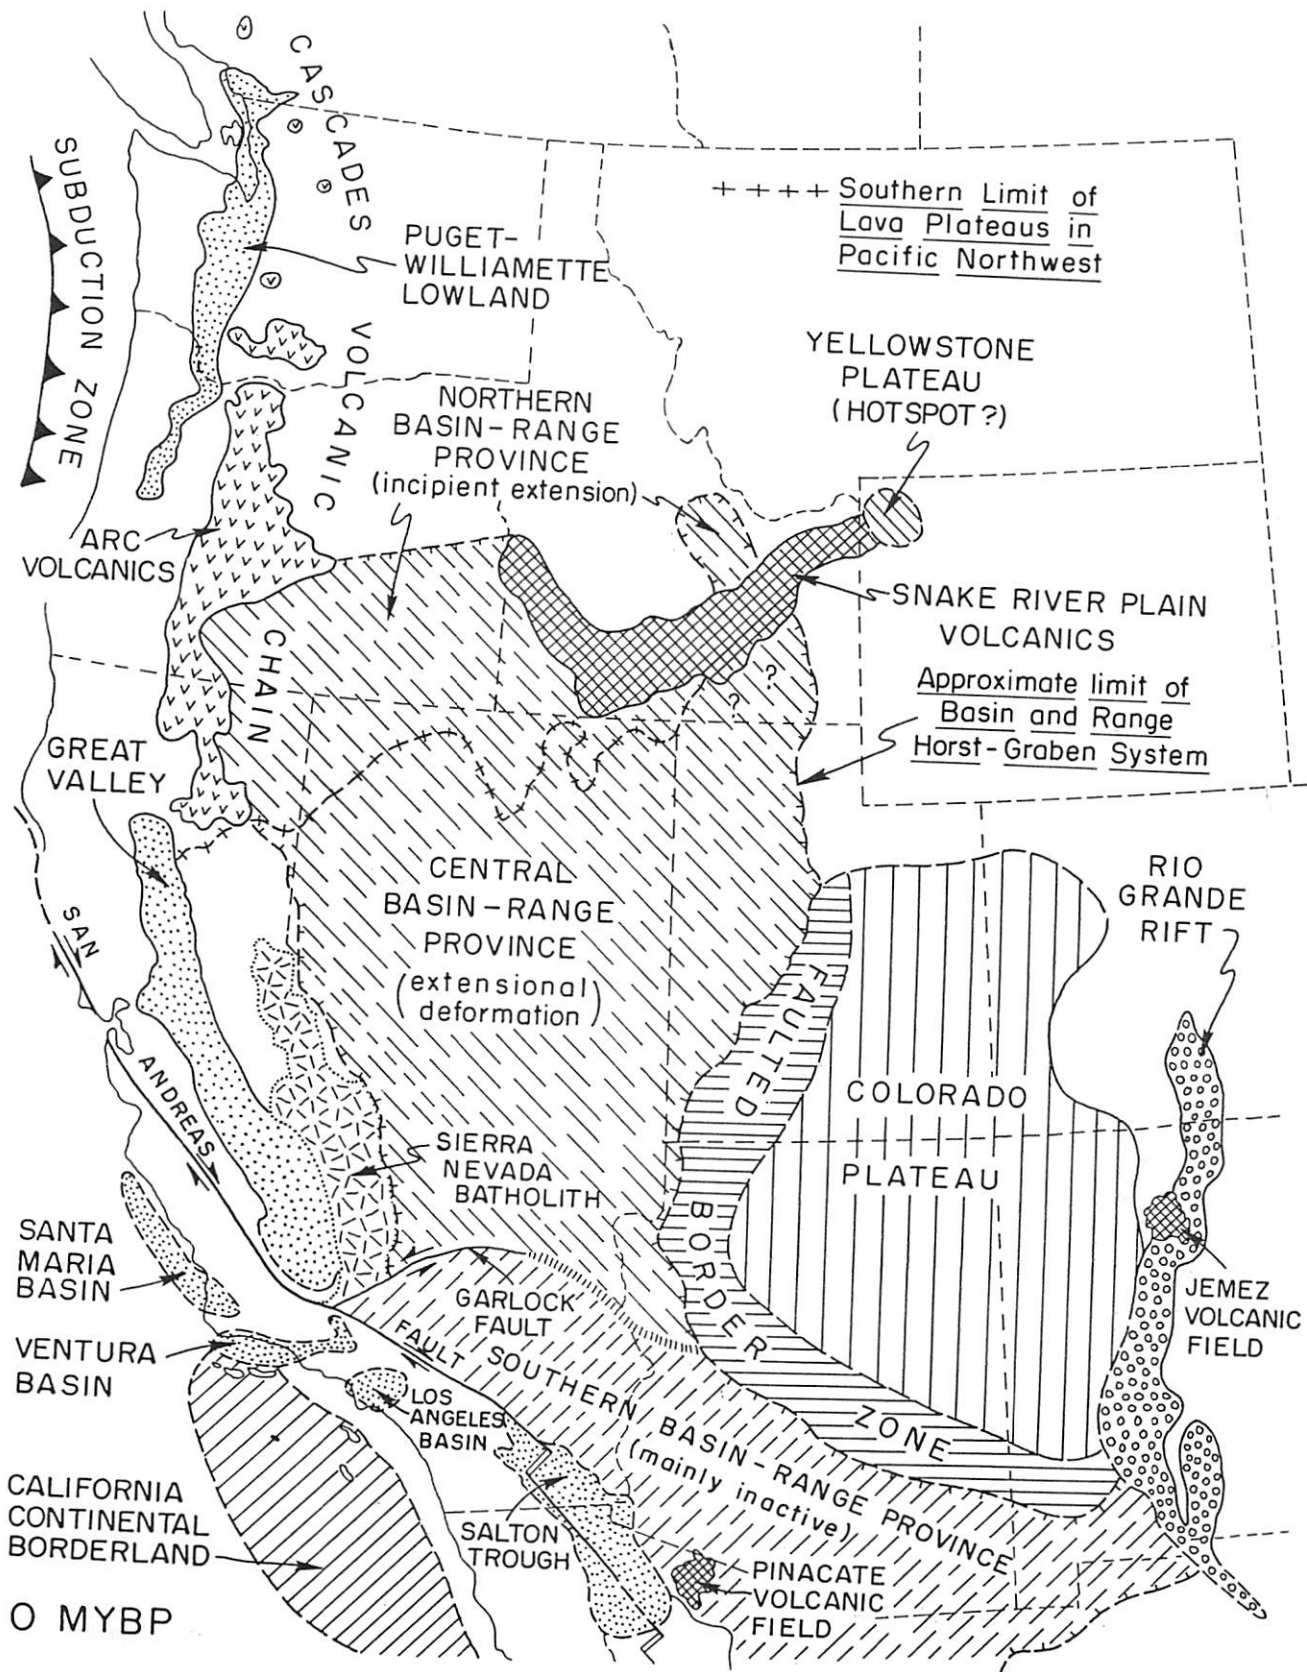 CASCADES
VOLCANIC
CHAIN
SUBDUCTION ZONE
++++ Southern Limit of
Lava Plateaus in
Pacific Northwest
PUGET-
WILLIAMETTE
LOWLAND
YELLOWSTONE
PLATEAU
(HOTSPOT?)
NORTHERN
BASIN-RANGE
PROVINCE
(incipient extension)
ARC
VOLCANICS
SNAKE RIVER PLAIN
VOLCANICS
? ?
Approximate limit of
Basin and Range
Horst-Graben System
GREAT
VALLEY
CENTRAL
BASIN-RANGE
PROVINCE
(extensional
deformation)
RIO
GRANDE
RIFT
SAN
ANDREAS
FAULT
FAULTED
BORDER
ZONE
COLORADO
PLATEAU
SIERRA
NEVADA
BATHOLITH
SANTA
MARIA
BASIN
GARLOCK
FAULT
JEMEZ
VOLCANIC
FIELD
VENTURA
BASIN
LOS
ANGELES
BASIN
SOUTHERN BASIN-RANGE PROVINCE
(mainly inactive)
CALIFORNIA
CONTINENTAL
BORDERLAND
SALTON
TROUGH
PINACATE
VOLCANIC
FIELD
0 MYBP